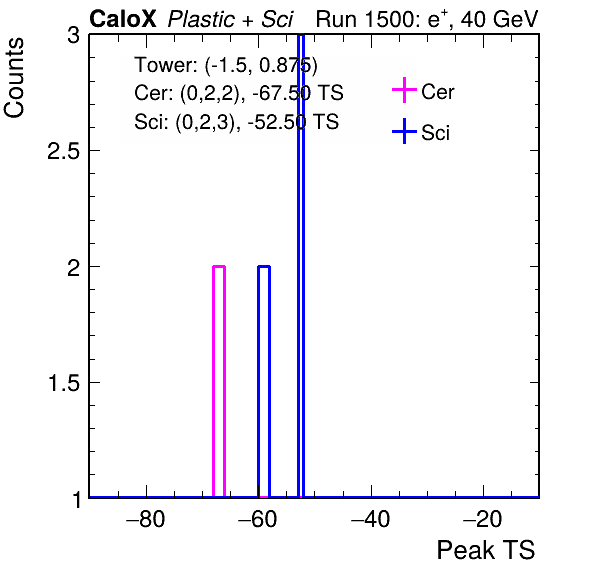 CaloX Plastic + Sci Run 1500: e+, 40 GeV
Counts
3
2.5
2
1.5
1
Tower: (-1.5, 0.875)
Cer: (0,2,2), -67.50 TS
Sci: (0,2,3), -52.50 TS
Cer
Sci
−80 −60 −40 −20
Peak TS